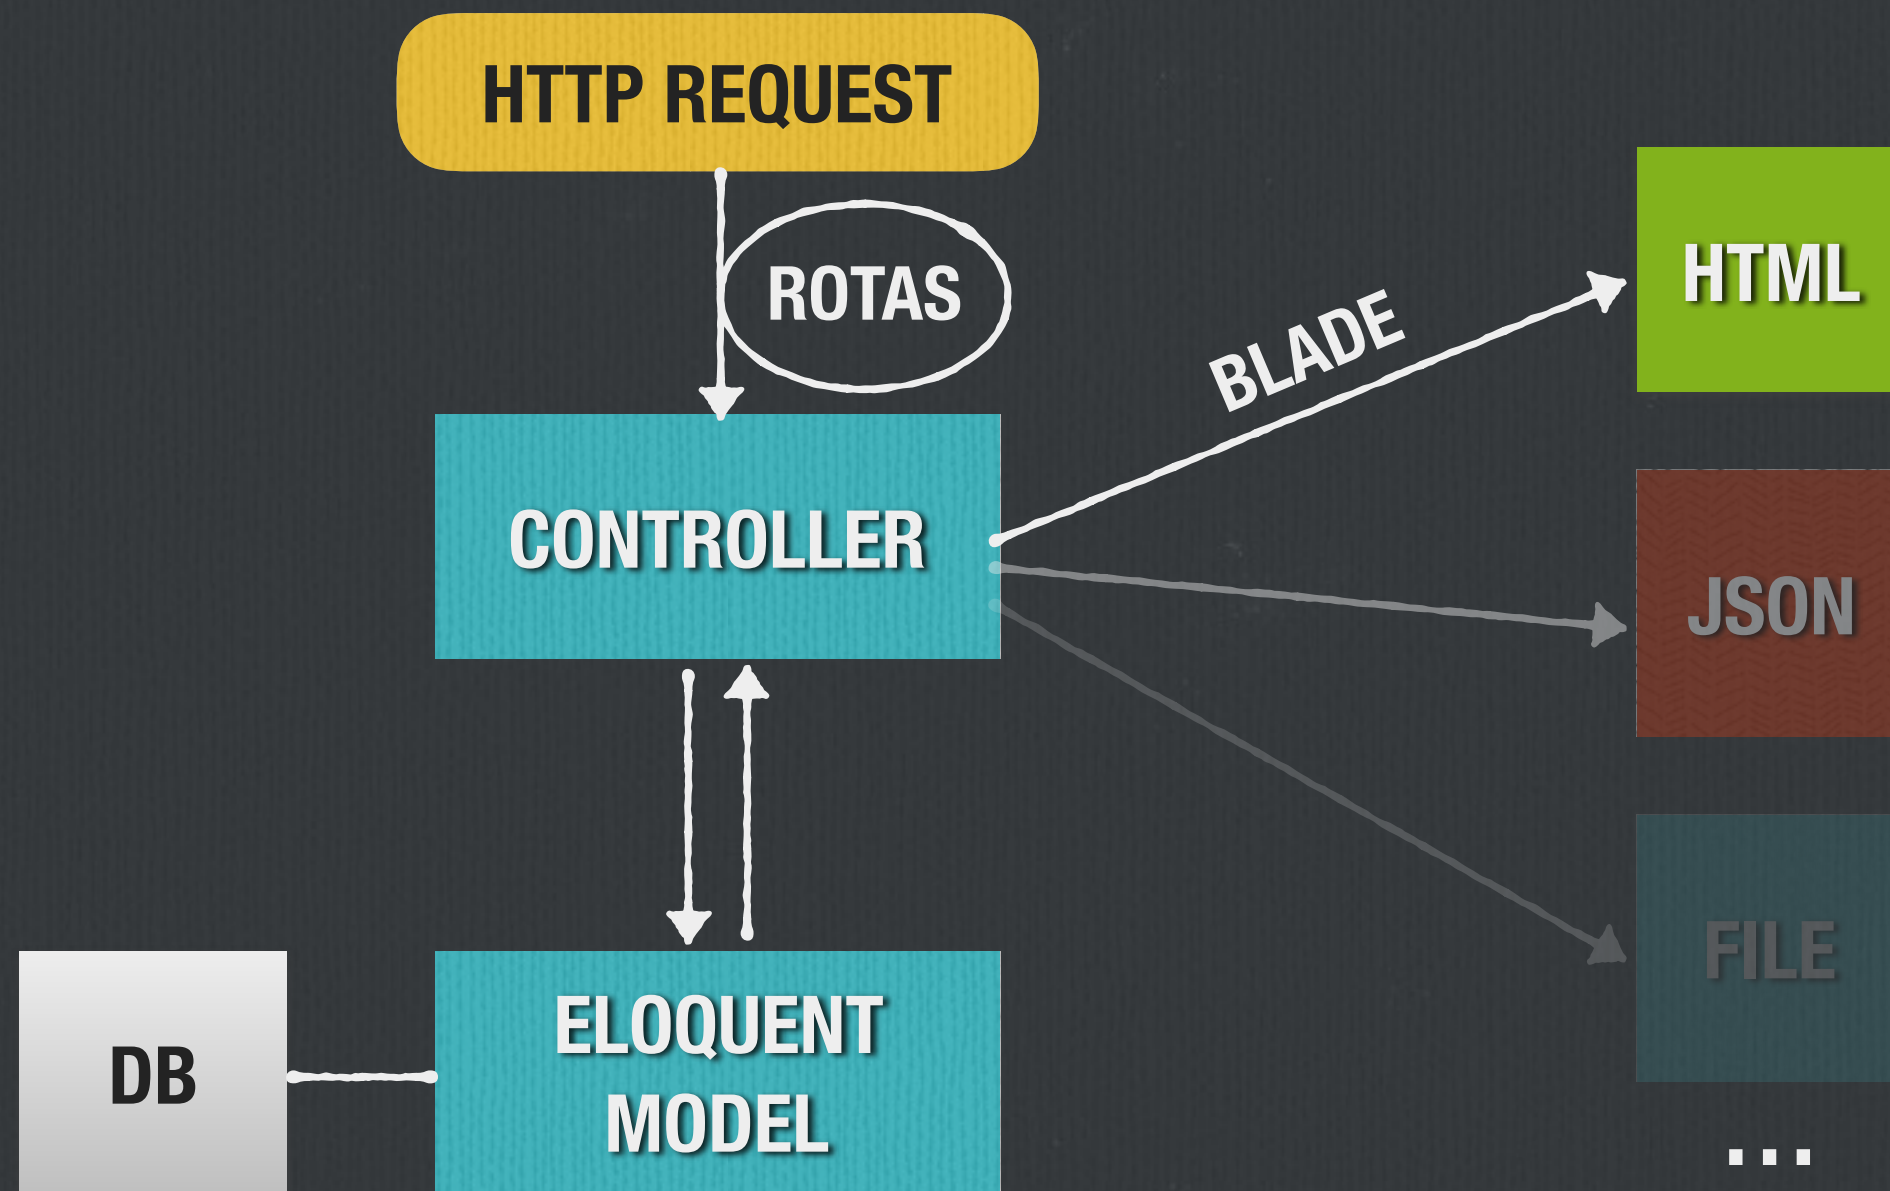 HTTP REQUEST
ROTAS
BLADE
HTML
CONTROLLER
JSON
FILE
ELOQUENT
MODEL
DB
...